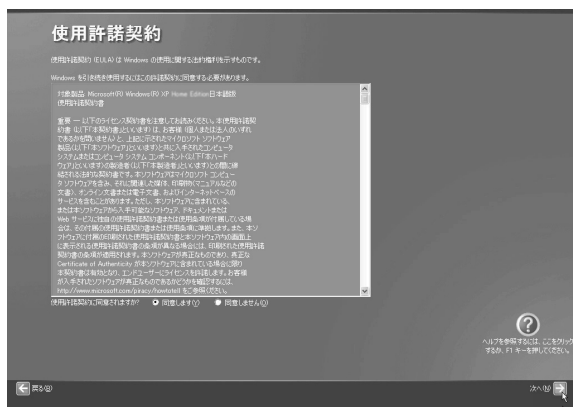 使用許諾契約
使用許諾契約 (EULA) は Windows の使用に関する法的権利を示すものです。
Windows を引き続き使用するにはこの許諾契約に同意する必要があります。
対象製品 Microsoft(R) Windows(R) XP Home Edition日本語版
使用許諾契約書
重要 — 以下のライセンス契約書を注意してお読みください。本使用許諾契
約書（以下「本契約書」といいます）は、お客様（個人または法人のいずれ
であるかを問いません）と、上記に示されたマイクロソフト ソフトウェア
製品（以下「本ソフトウェア」といいます）と共に入手されたコンピュータ
システムまたはコンピュータ システム コンポーネント（以下「本ハード
ウェア」といいます）の製造者（以下「本製造者」といいます）との間に締
結される法的な契約書です。本ソフトウェアはマイクロソフト コンピュー
タ ソフトウェアを含み、それに関連した媒体、印刷物（マニュアルなどの
文書）、オンライン文書または電子文書、およびインターネットベースの
サービスを含むことがあります。ただし、本ソフトウェアに含まれている、
または本ソフトウェアから入手可能なソフトウェア、ドキュメントまたは
Web サービスに独自の使用許諾契約書または使用条項が付属している場
合は、その付属の使用許諾契約書または使用条項に準拠します。また、本ソ
フトウェアに付属の印刷された使用許諾契約書と本ソフトウェア内の画面上
に表示される使用許諾契約書の条項が異なる場合には、印刷された使用許諾
契約書の条項が適用されます。本ソフトウェアが真正なものであり、真正な
Certificate of Authenticity が本ソフトウェアに含まれている場合に限り
本契約書は有効となり、エンドユーザーにライセンスを許諾します。お客様
が入手されたソフトウェアが真正なものであるかどうかを確認するには、
http://www.microsoft.com/piracy/howtotell をご参照ください。
使用許諾契約に同意されますか? 同意します(Y) 同意しません(O)
ヘルプを参照するには、ここをクリック
するか、F1 キーを押してください。
戻る(B)
次へ(N)